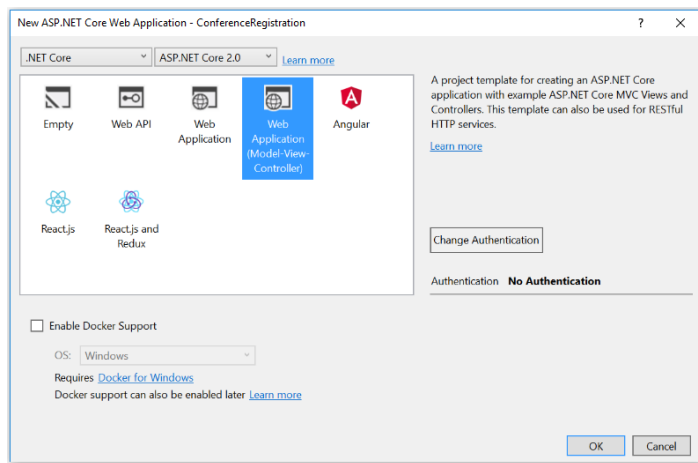 New ASP.NET Core Web Application - ConferenceRegistration
.NET Core
ASP.NET Core 2.0
Learn more
Empty
Web API
Web
Application
Web
Application
(Model-View-
Controller)
Angular
React.js
React.js and
Redux
A project template for creating an ASP.NET Core
application with example ASP.NET Core MVC Views and
Controllers. This template can also be used for RESTful
HTTP services.
Learn more
Change Authentication
Authentication No Authentication
Enable Docker Support
OS: Windows
Requires Docker for Windows
Docker support can also be enabled later Learn more
OK
Cancel